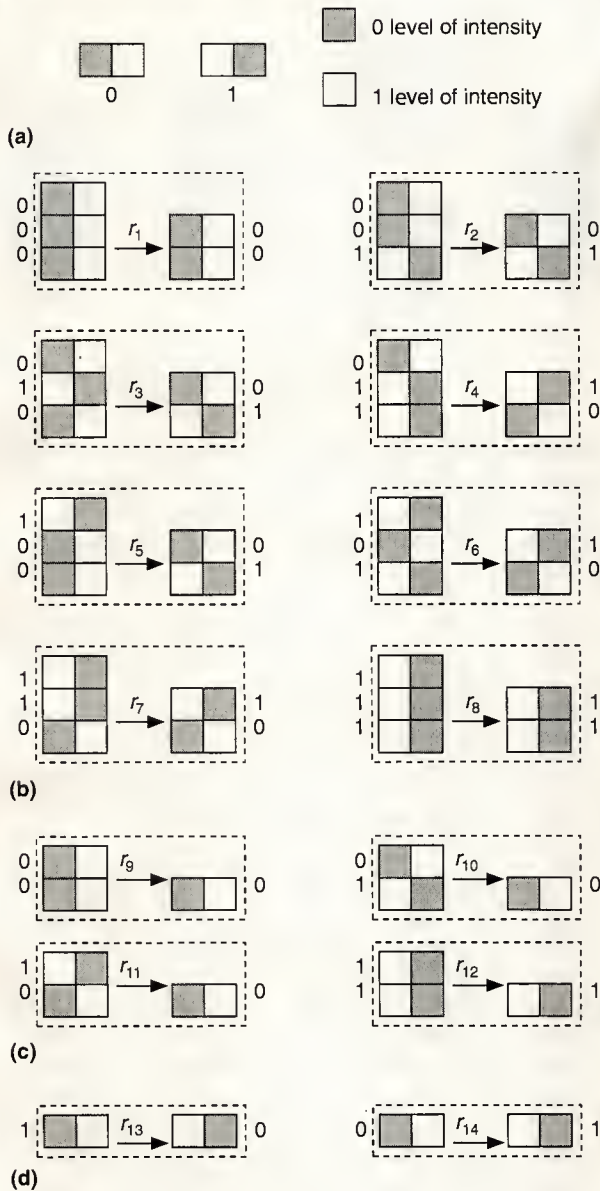 0 level of intensity
0 1
1 level of intensity
(a)
0 0 0 r1 0 0
0 0 1 r2 0 1
0 1 0 r3 0 1
0 1 1 r4 1 0
1 0 0 r5 0 1
1 0 1 r6 1 0
1 1 0 r7 1 0
1 1 1 r8 1 1
(b)
0 0 r9 0
0 1 r10 0
1 0 r11 0
1 1 r12 1
(c)
1 r13 0
0 r14 1
(d)